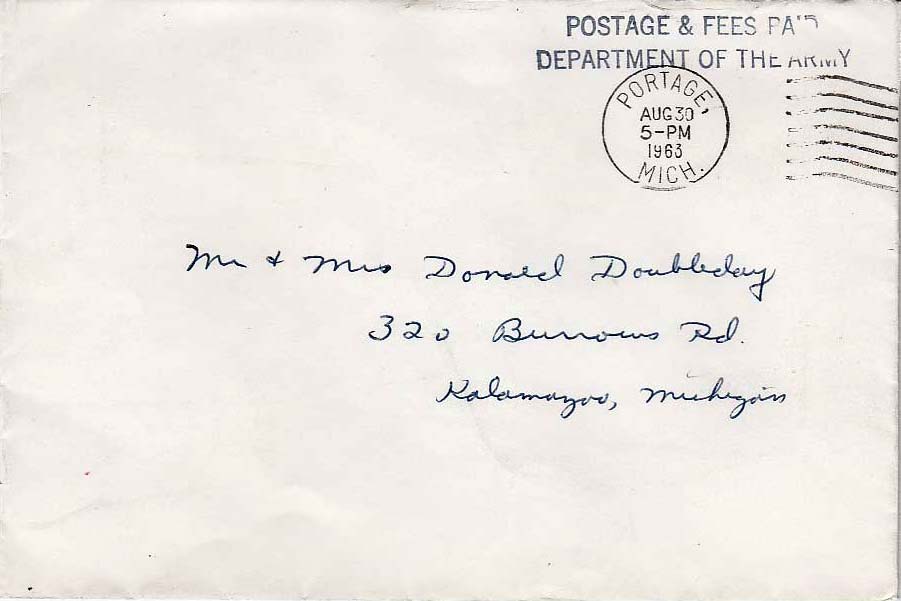 POSTAGE & FEES PAID
DEPARTMENT OF THE ARMY
PORTAGE,
AUG 30
5-PM
1963
MICH.
Mr & Mrs Donald Doubleday
320 Burrows Rd.
Kalamazoo, Michigan